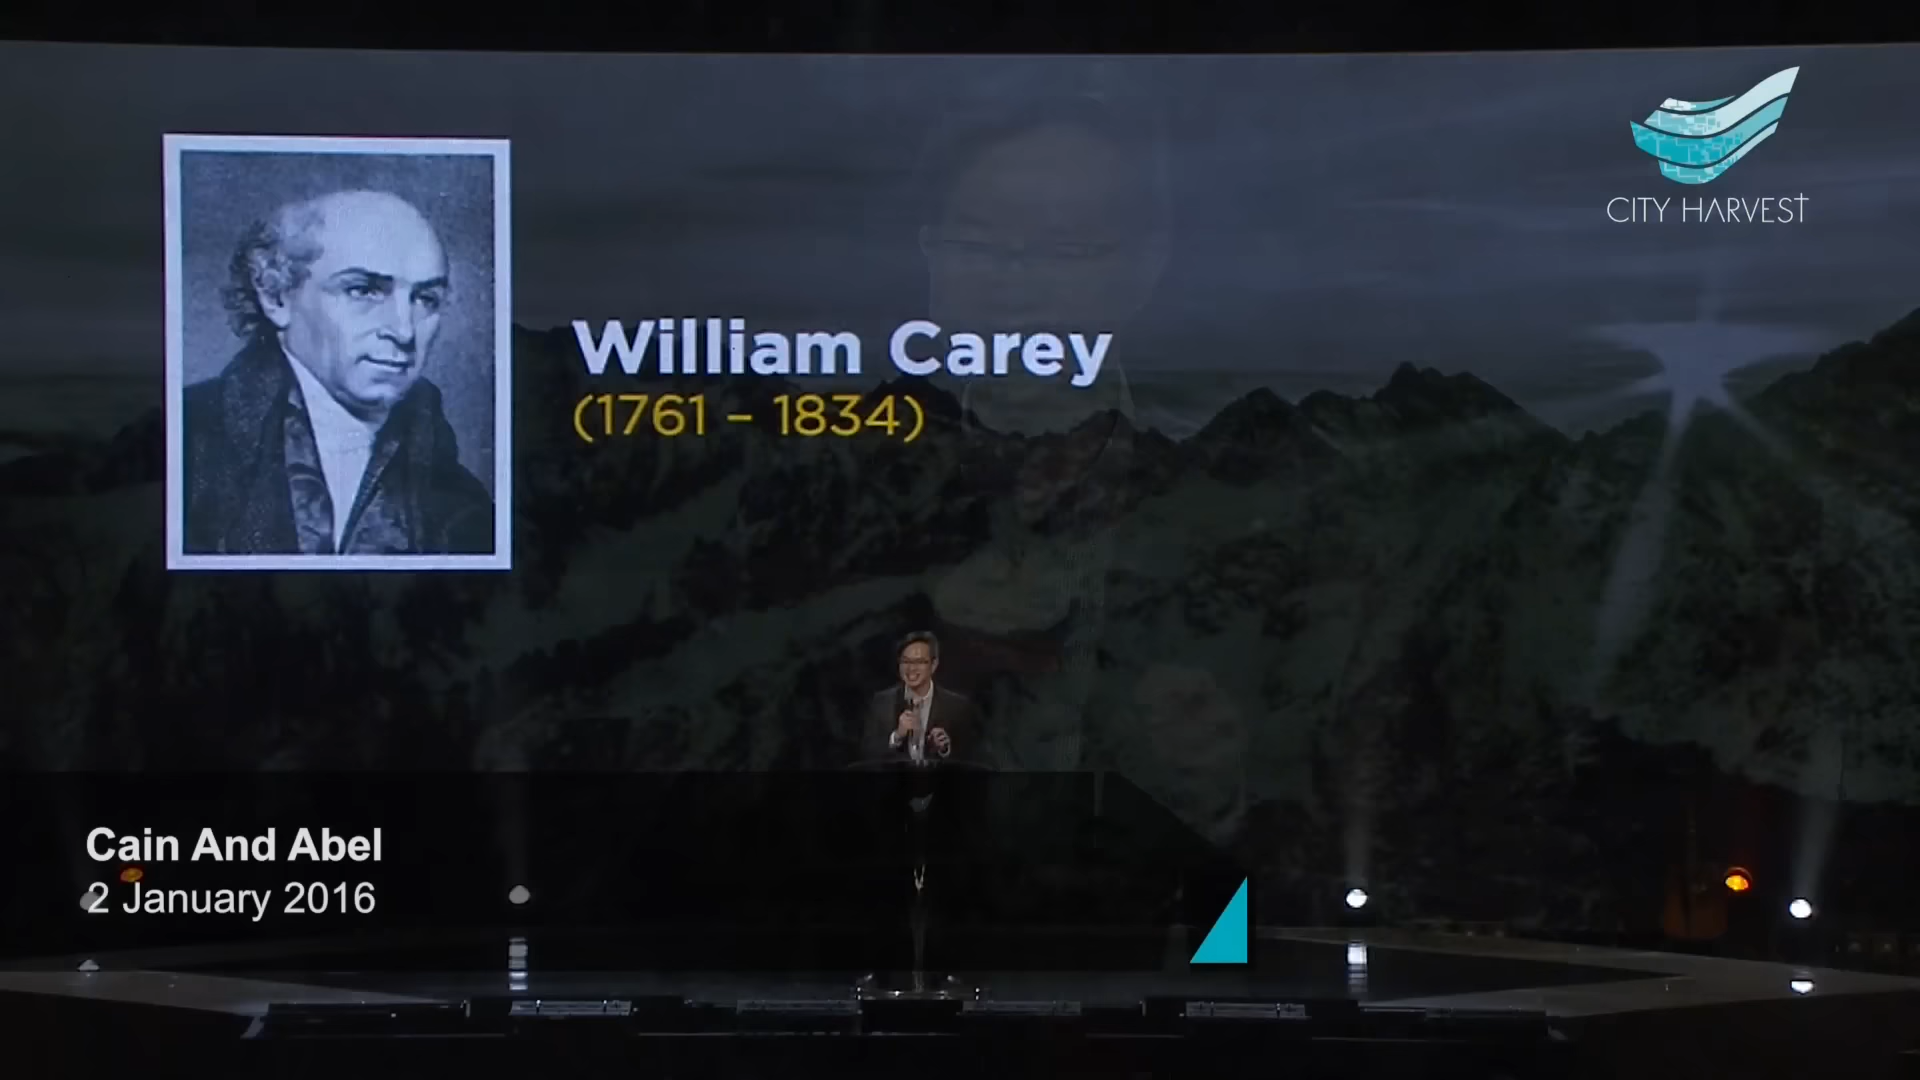 CITY HARVEST
William Carey
(1761 – 1834)
Cain And Abel
2 January 2016